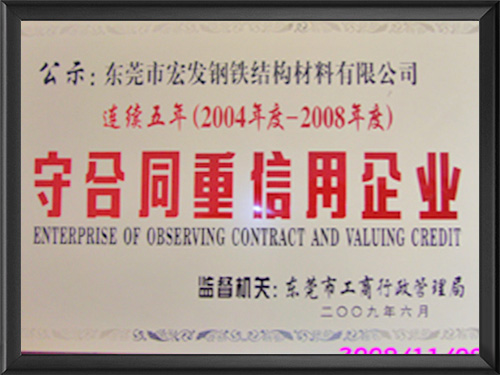 公示:东莞市宏发钢铁结构材料有限公司
连续五年(2004年度-2008年度)
守合同重信用企业
ENTERPRISE OF OBSERVING CONTRACT AND VALUING CREDIT
监督机关:东莞市工商行政管理局
二〇〇九年六月